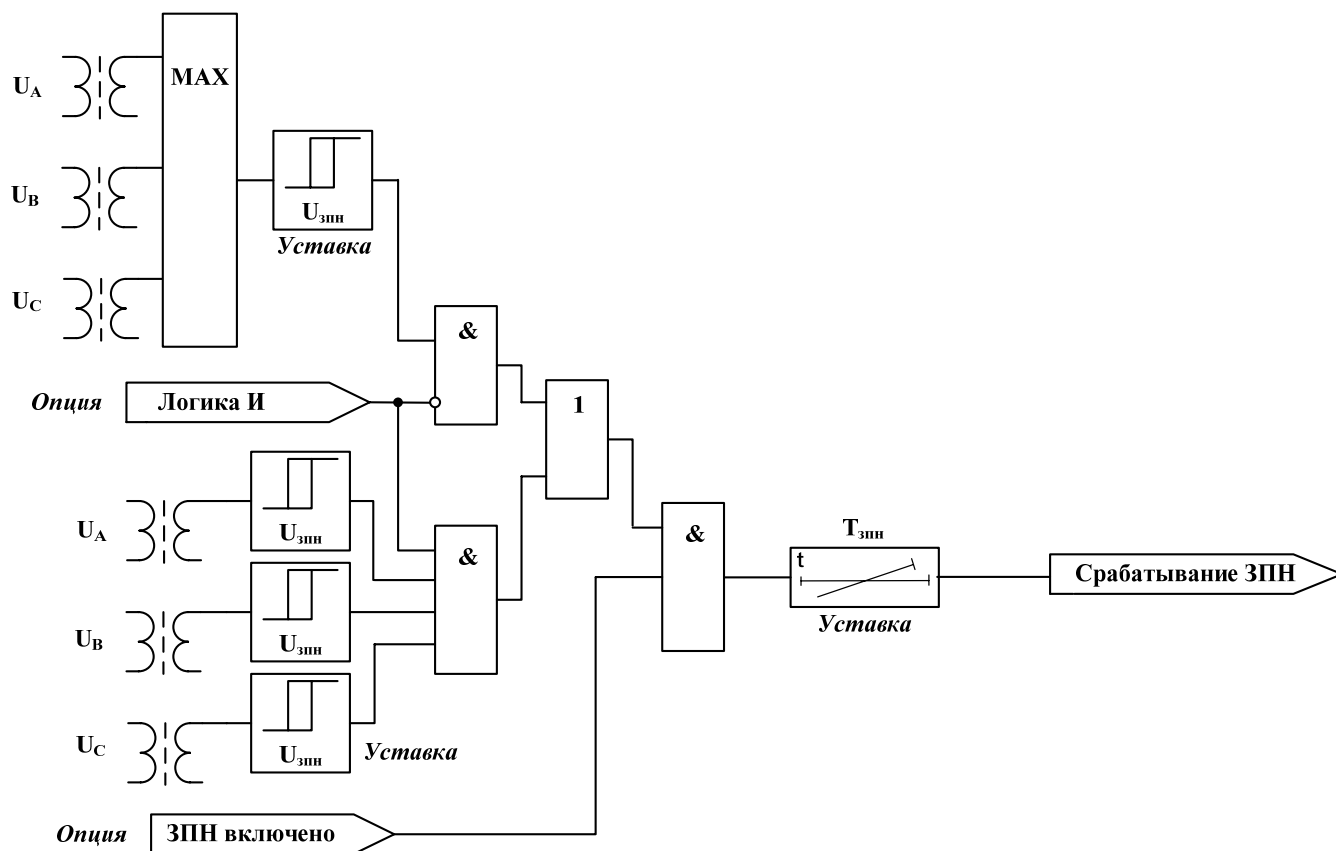 U_A
MAX
U_B
U_зпн
Уставка
U_C
&
Опция
Логика И
1
U_A
U_зпн
&
&
T_зпн
t
Срабатывание ЗПН
Уставка
U_B
U_зпн
U_C
U_зпн
Уставка
Опция
ЗПН включено